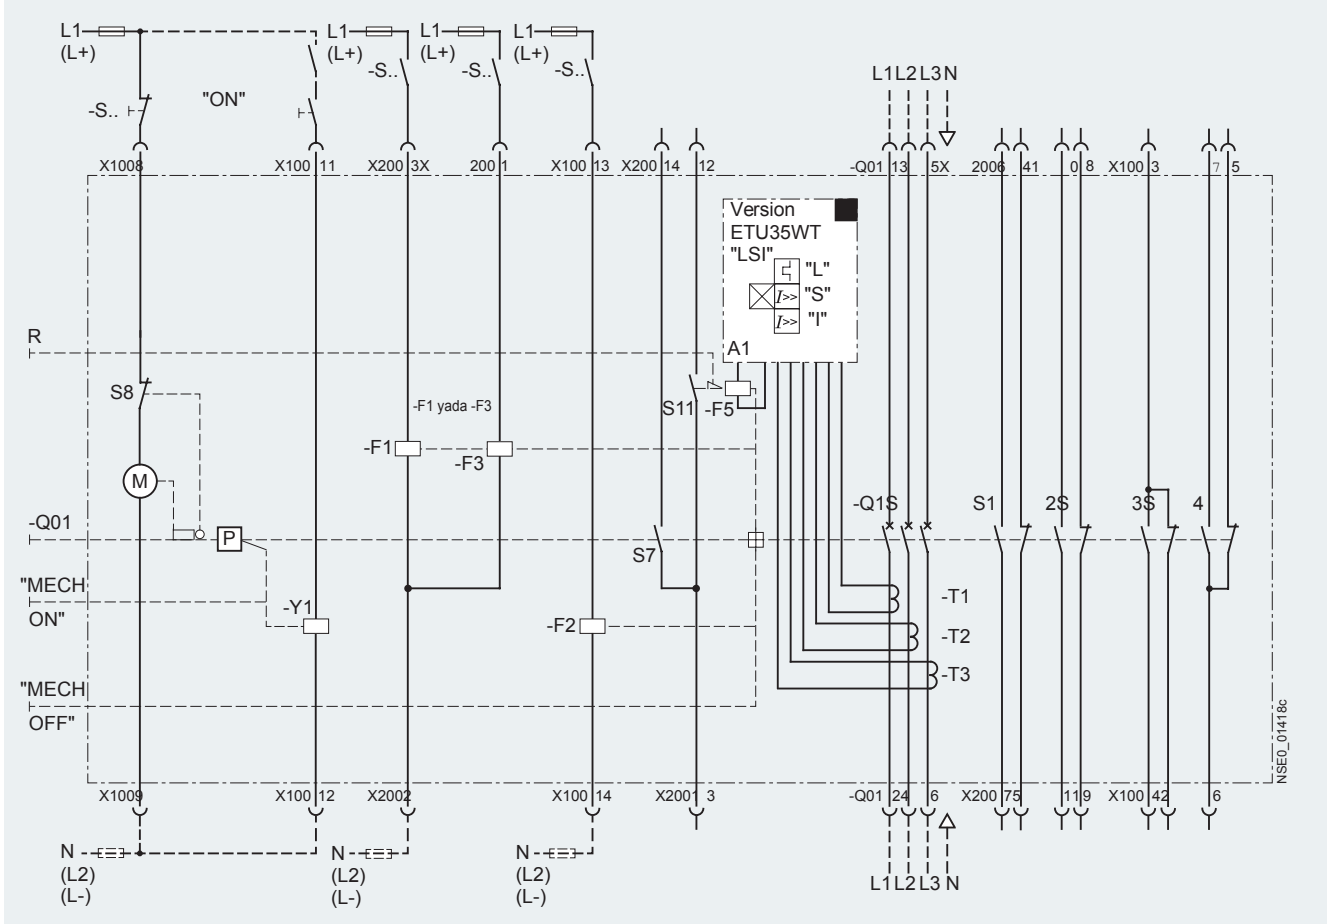 L1 L1 L1 L1
(L+) (L+) (L+) (L+)
-S.. -S.. -S..
"ON"
-S..
L1 L2 L3 N
X1008 X100 11 X200 3X 200 1 X100 13 X200 14 12 -Q01 13 5X 2006 41 0 8 X100 3 7 5
Version
ETU35WT
"LSI"
"L"
I>> "S"
I>> "I"
A1
R
S8
-F1 yada -F3
S11 -F5
-F1
-F3
M
-Q1S S1 2S 3S 4
-Q01
P
S7
"MECH
ON"
-Y1
-F2
-T1
-T2
-T3
"MECH
OFF"
NSE0_01418c
X1009 X100 12 X2002 X100 14 X2001 3 -Q01 24 6 X200 75 119 X100 42 6
N N N
(L2) (L2) (L2)
(L-) (L-) (L-)
L1 L2 L3 N